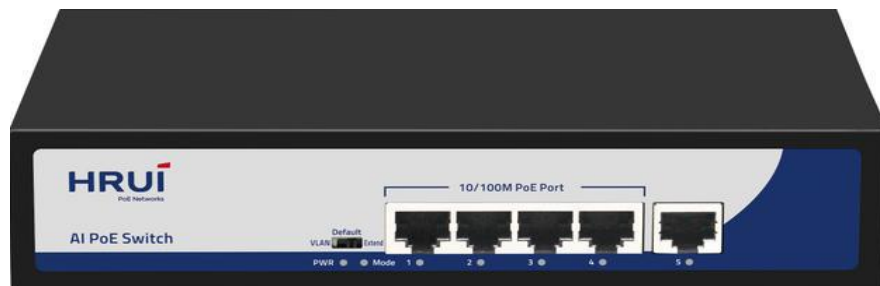 HRUI
PoE Networks
10/100M PoE Port
AI PoE Switch
Default
VLAN Extend
PWR Mode 1 2 3 4 5